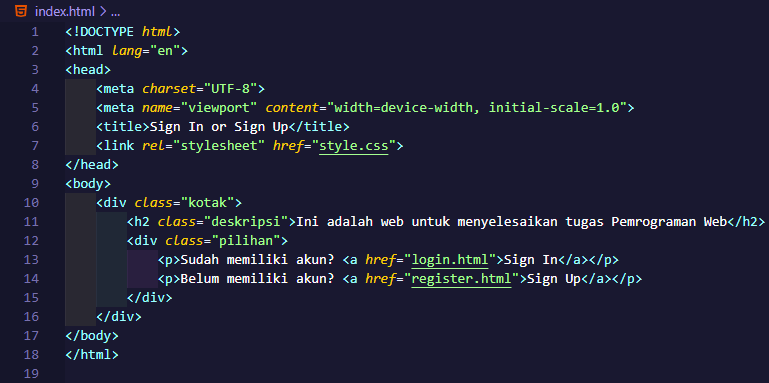 index.html > ...
1 <!DOCTYPE html>
2 <html lang="en">
3 <head>
4     <meta charset="UTF-8">
5     <meta name="viewport" content="width=device-width, initial-scale=1.0">
6     <title>Sign In or Sign Up</title>
7     <link rel="stylesheet" href="style.css">
8 </head>
9 <body>
10     <div class="kotak">
11         <h2 class="deskripsi">Ini adalah web untuk menyelesaikan tugas Pemrograman Web</h2>
12         <div class="pilihan">
13             <p>Sudah memiliki akun? <a href="login.html">Sign In</a></p>
14             <p>Belum memiliki akun? <a href="register.html">Sign Up</a></p>
15         </div>
16     </div>
17 </body>
18 </html>
19